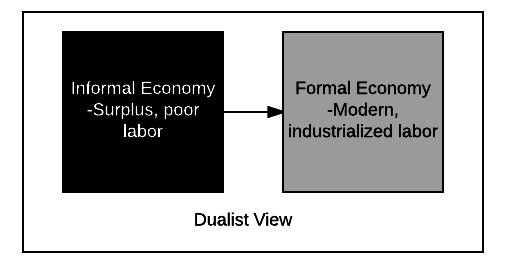 Informal Economy
-Surplus, poor
labor
Formal Economy
-Modern,
industrialized labor
Dualist View